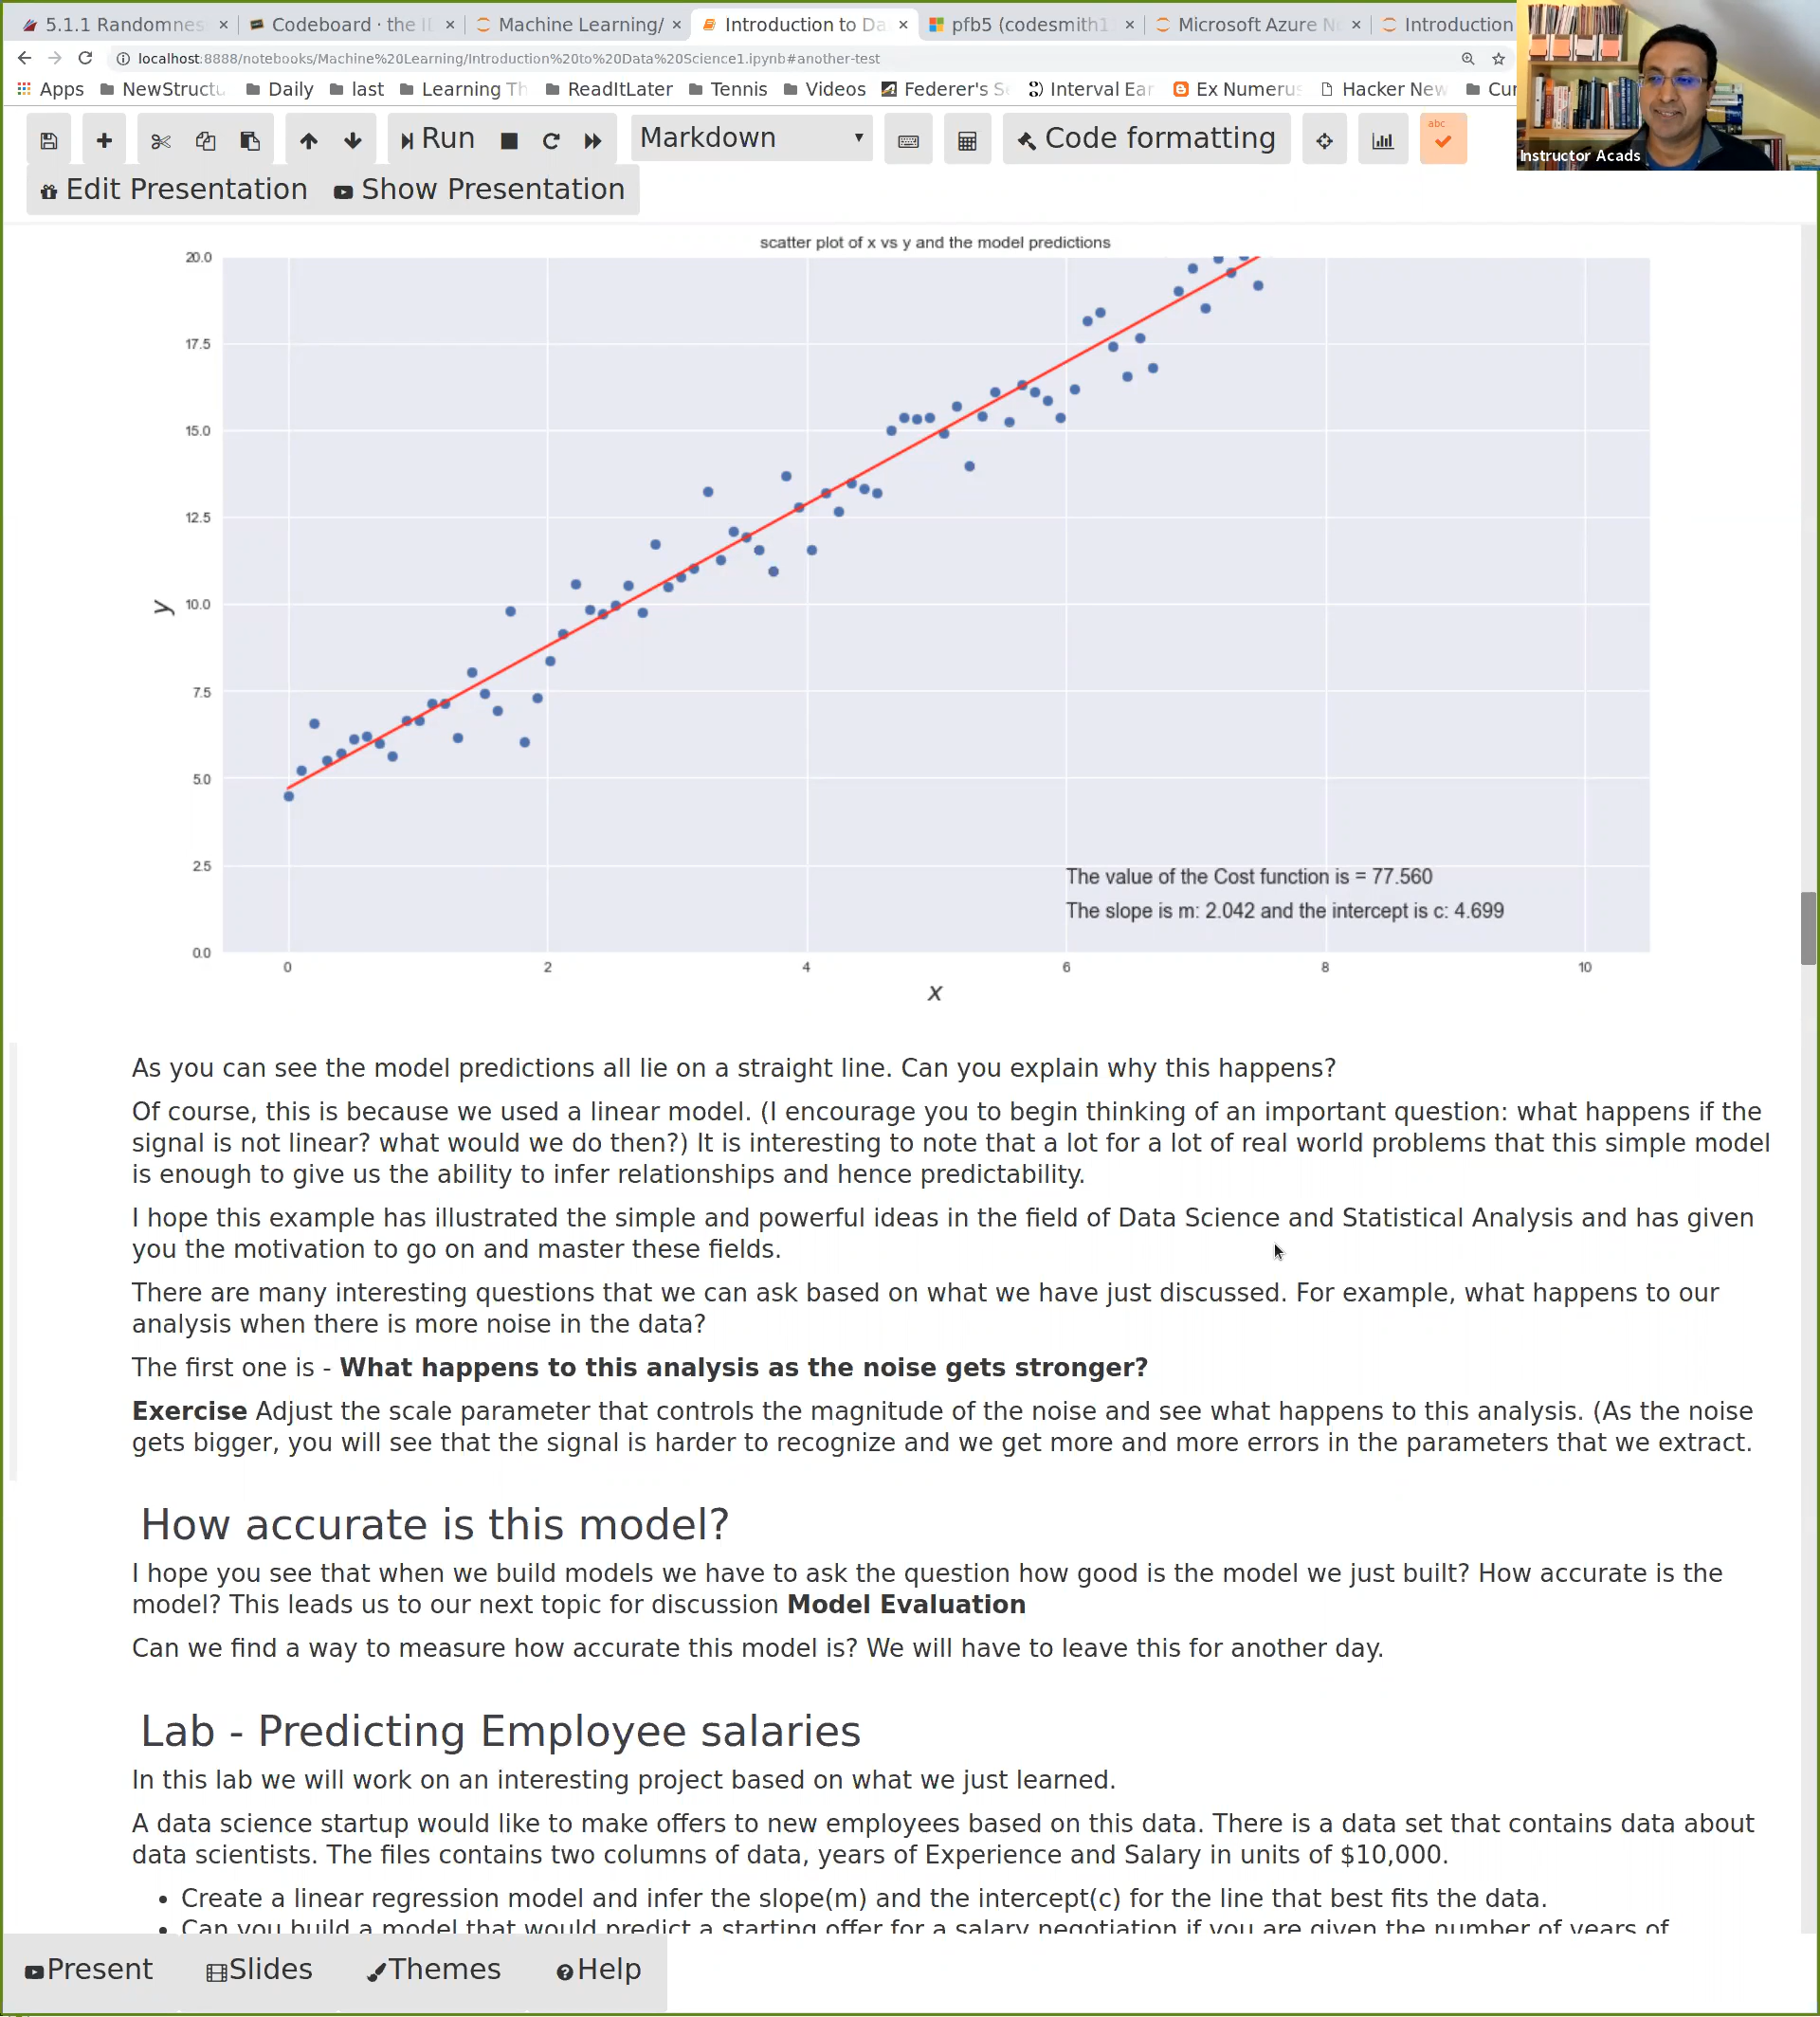 5.1.1 Randomnes
Codeboard · the I
Machine Learning/
Introduction to Da
pfb5 (codesmith1
Microsoft Azure N
Introduction
localhost:8888/notebooks/Machine%20Learning/Introduction%20to%20Data%20Science1.ipynb#another-test
Apps NewStructu Daily last Learning Th ReadItLater Tennis Videos Federer's S Interval Ear Ex Numerus Hacker New Cur
Run Markdown Code formatting abc
Instructor Acads
Edit Presentation Show Presentation
scatter plot of x vs y and the model predictions
20.0
17.5
15.0
12.5
y
10.0
7.5
5.0
2.5
The value of the Cost function is = 77.560
The slope is m: 2.042 and the intercept is c: 4.699
0.0
0 2 4 6 8 10
x
As you can see the model predictions all lie on a straight line. Can you explain why this happens?
Of course, this is because we used a linear model. (I encourage you to begin thinking of an important question: what happens if the
signal is not linear? what would we do then?) It is interesting to note that a lot for a lot of real world problems that this simple model
is enough to give us the ability to infer relationships and hence predictability.
I hope this example has illustrated the simple and powerful ideas in the field of Data Science and Statistical Analysis and has given
you the motivation to go on and master these fields.
There are many interesting questions that we can ask based on what we have just discussed. For example, what happens to our
analysis when there is more noise in the data?
The first one is - What happens to this analysis as the noise gets stronger?
Exercise Adjust the scale parameter that controls the magnitude of the noise and see what happens to this analysis. (As the noise
gets bigger, you will see that the signal is harder to recognize and we get more and more errors in the parameters that we extract.
How accurate is this model?
I hope you see that when we build models we have to ask the question how good is the model we just built? How accurate is the
model? This leads us to our next topic for discussion Model Evaluation
Can we find a way to measure how accurate this model is? We will have to leave this for another day.
Lab - Predicting Employee salaries
In this lab we will work on an interesting project based on what we just learned.
A data science startup would like to make offers to new employees based on this data. There is a data set that contains data about
data scientists. The files contains two columns of data, years of Experience and Salary in units of $10,000.
• Create a linear regression model and infer the slope(m) and the intercept(c) for the line that best fits the data.
• Can you build a model that would predict a starting offer for a salary negotiation if you are given the number of years of
Present Slides Themes Help